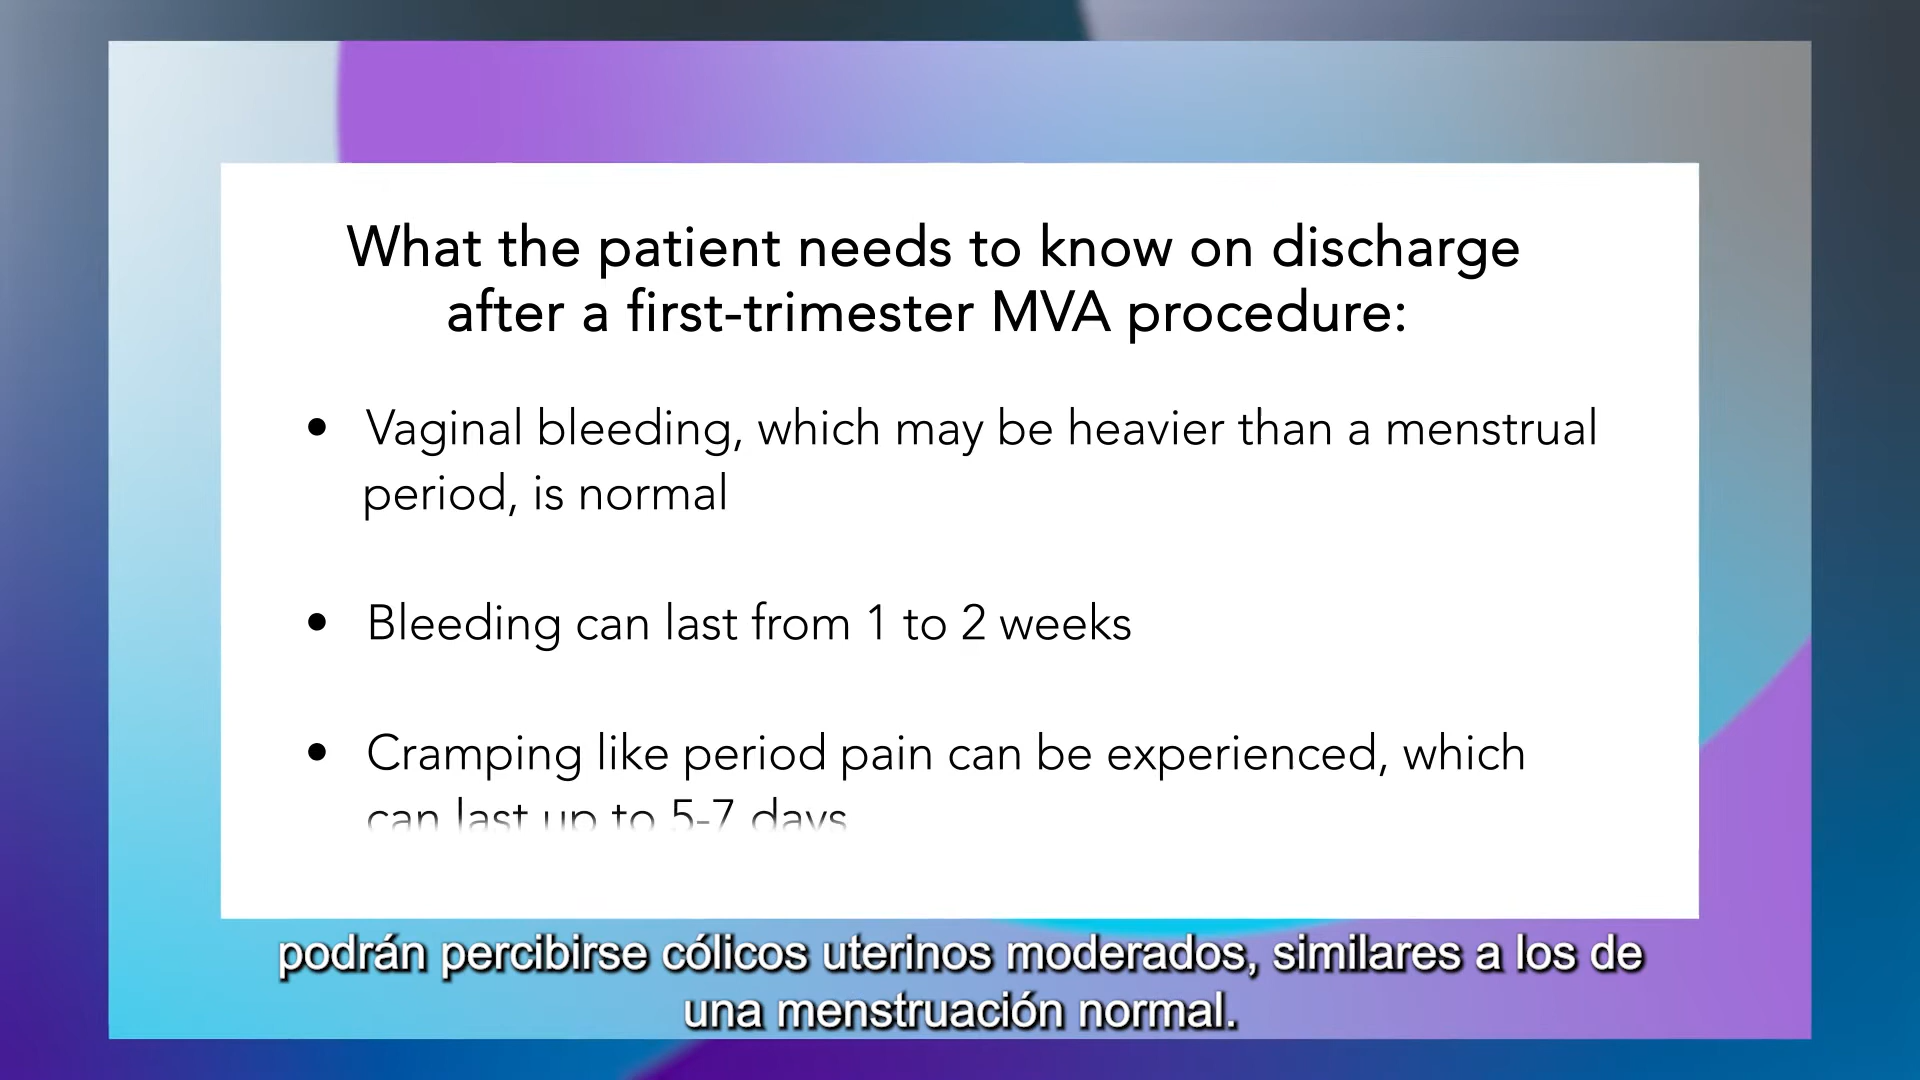 What the patient needs to know on discharge
after a first-trimester MVA procedure:
• Vaginal bleeding, which may be heavier than a menstrual
period, is normal
• Bleeding can last from 1 to 2 weeks
• Cramping like period pain can be experienced, which
can last up to 5-7 days
podrán percibirse cólicos uterinos moderados, similares a los de
una menstruación normal.